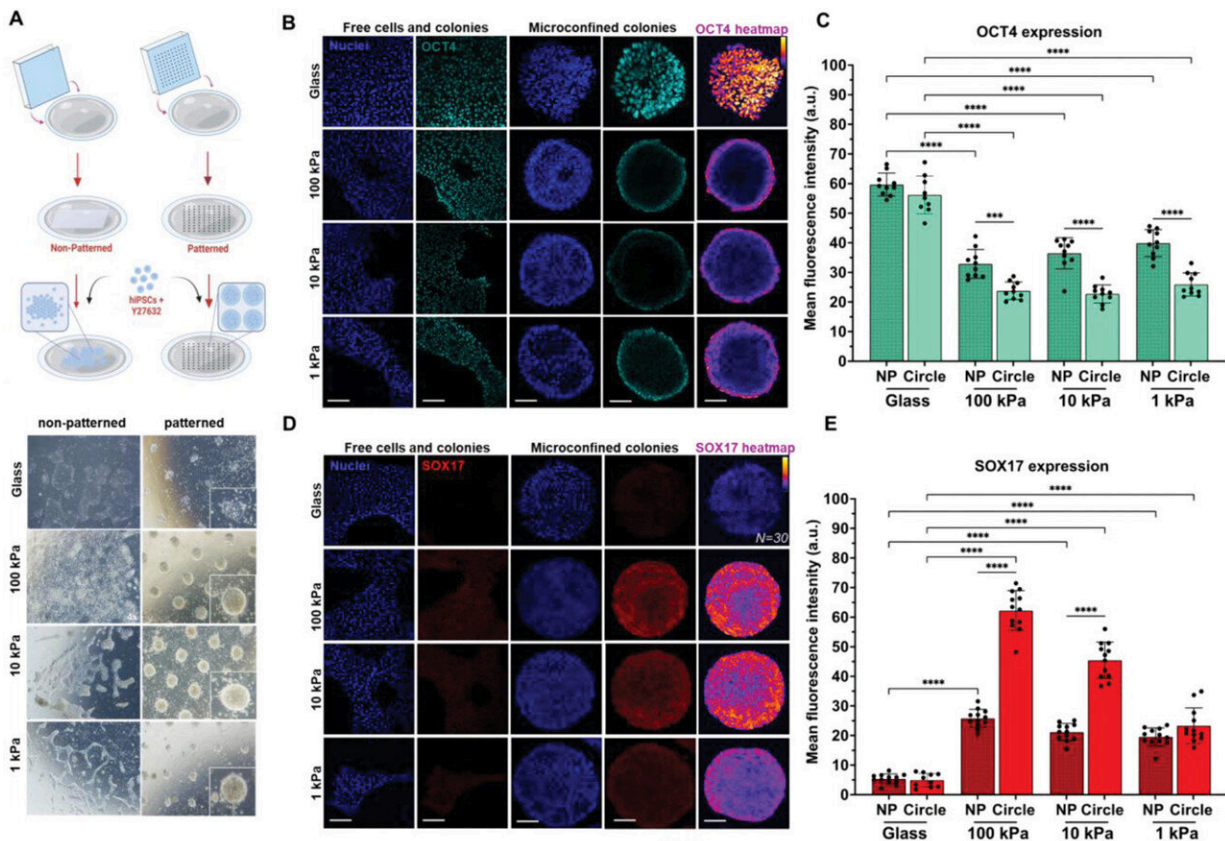 A
Non-Patterned
Patterned
hiPSCs +
Y27632
non-patterned
patterned
Glass
100 kPa
10 kPa
1 kPa
B
Free cells and colonies
Microconfined colonies
OCT4 heatmap
Nuclei
OCT4
Glass
100 kPa
10 kPa
1 kPa
C
OCT4 expression
Mean fluorescence intensity (a.u.)
100
90
80
70
60
50
40
30
20
10
0
****
****
****
****
****
****
***
****
****
NP Circle NP Circle NP Circle NP Circle
Glass 100 kPa 10 kPa 1 kPa
D
Free cells and colonies
Microconfined colonies
SOX17 heatmap
Nuclei
SOX17
N=30
Glass
100 kPa
10 kPa
1 kPa
E
SOX17 expression
Mean fluorescence intesnity (a.u.)
100
90
80
70
60
50
40
30
20
10
0
****
****
****
****
****
****
****
****
NP Circle NP Circle NP Circle NP Circle
Glass 100 kPa 10 kPa 1 kPa